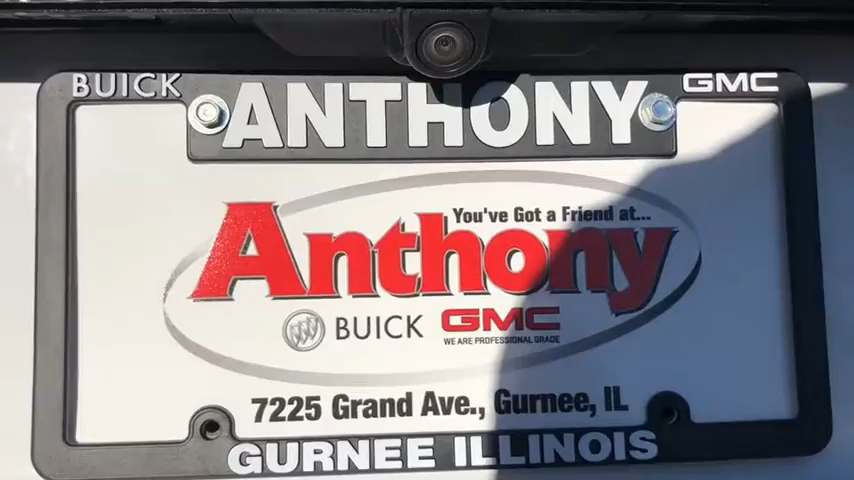 BUICK ANTHONY GMC
You've Got a Friend at...
Anthony
BUICK GMC
WE ARE PROFESSIONAL GRADE
7225 Grand Ave., Gurnee, IL
GURNEE ILLINOIS